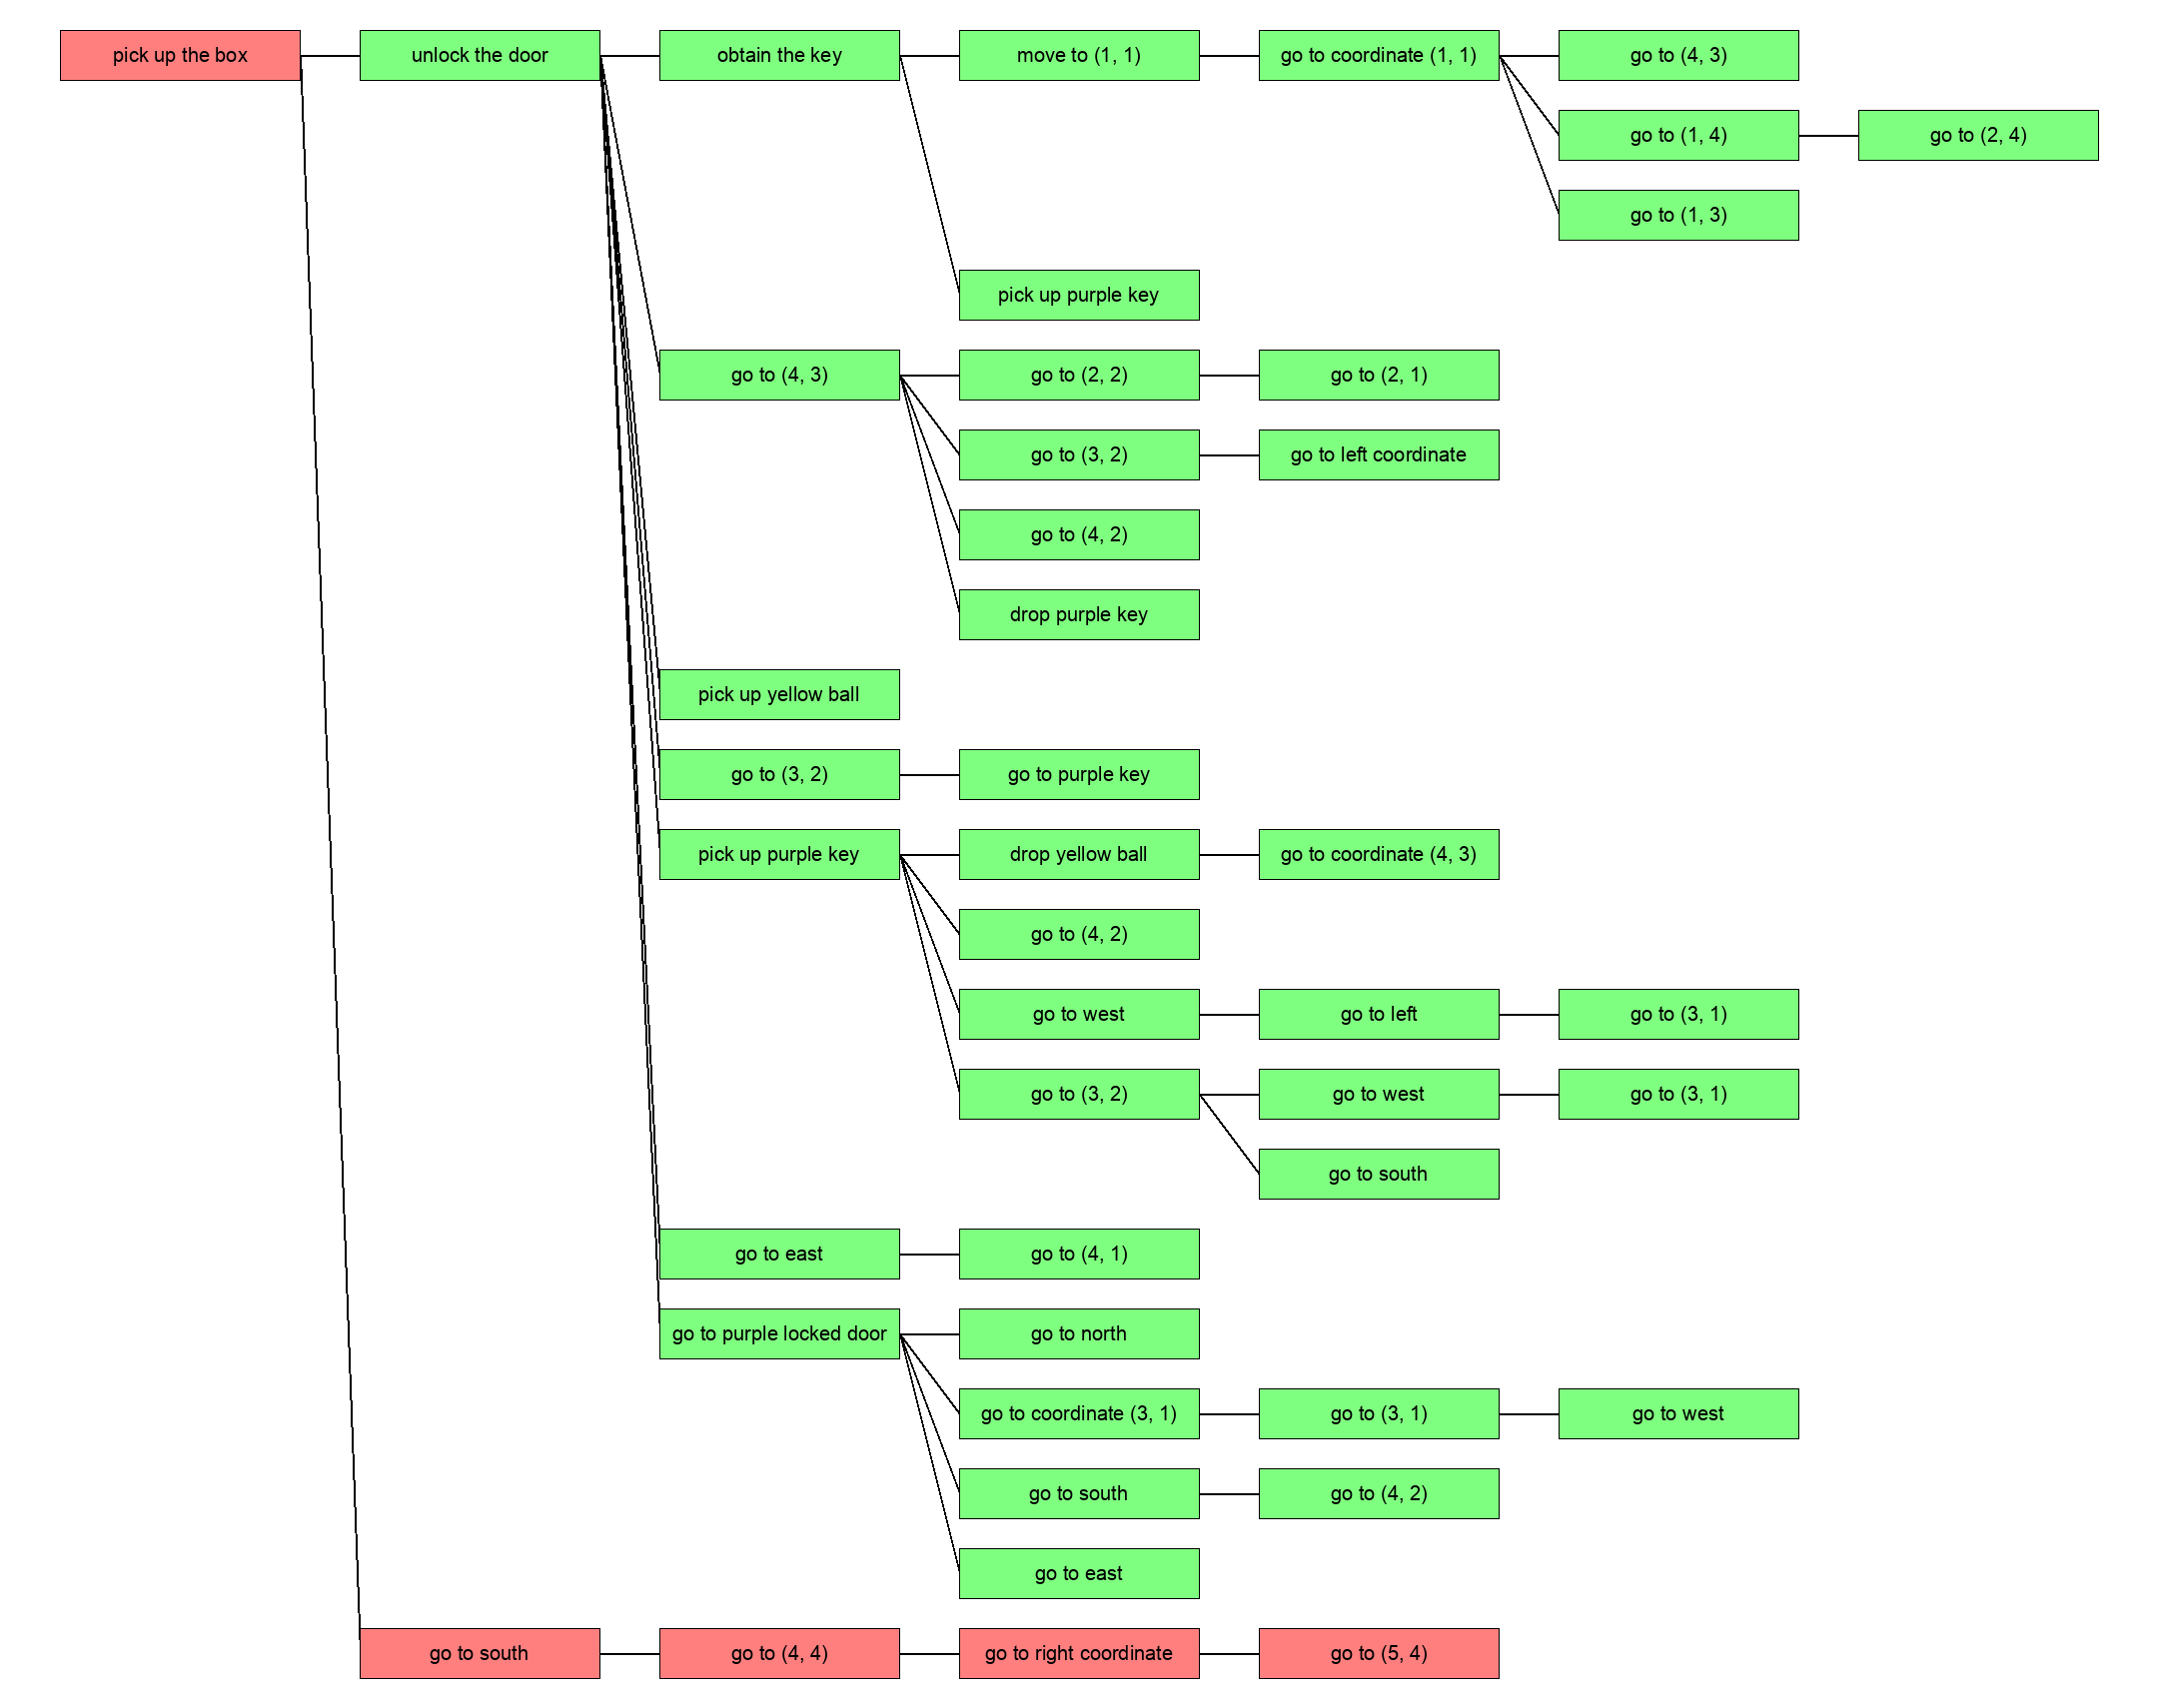 pick up the box
unlock the door
obtain the key
move to (1, 1)
go to coordinate (1, 1)
go to (4, 3)
go to (1, 4)
go to (2, 4)
go to (1, 3)
pick up purple key
go to (4, 3)
go to (2, 2)
go to (2, 1)
go to (3, 2)
go to left coordinate
go to (4, 2)
drop purple key
pick up yellow ball
go to (3, 2)
go to purple key
pick up purple key
drop yellow ball
go to coordinate (4, 3)
go to (4, 2)
go to west
go to left
go to (3, 1)
go to (3, 2)
go to west
go to (3, 1)
go to south
go to east
go to (4, 1)
go to purple locked door
go to north
go to coordinate (3, 1)
go to (3, 1)
go to west
go to south
go to (4, 2)
go to east
go to south
go to (4, 4)
go to right coordinate
go to (5, 4)